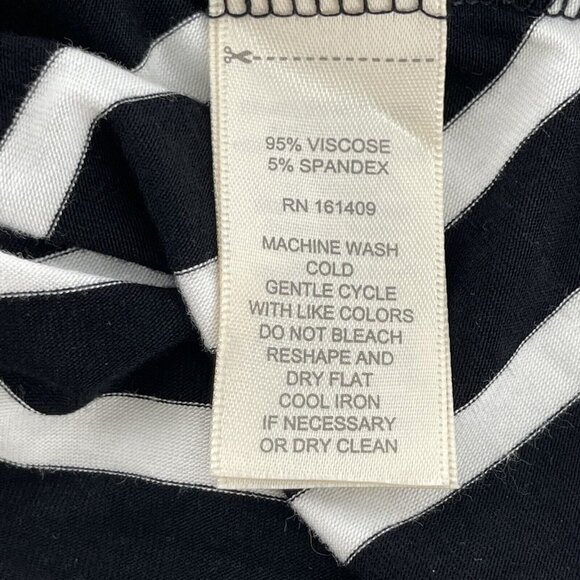 95% VISCOSE
5% SPANDEX
RN 161409
MACHINE WASH
COLD
GENTLE CYCLE
WITH LIKE COLORS
DO NOT BLEACH
RESHAPE AND
DRY FLAT
COOL IRON
IF NECESSARY
OR DRY CLEAN